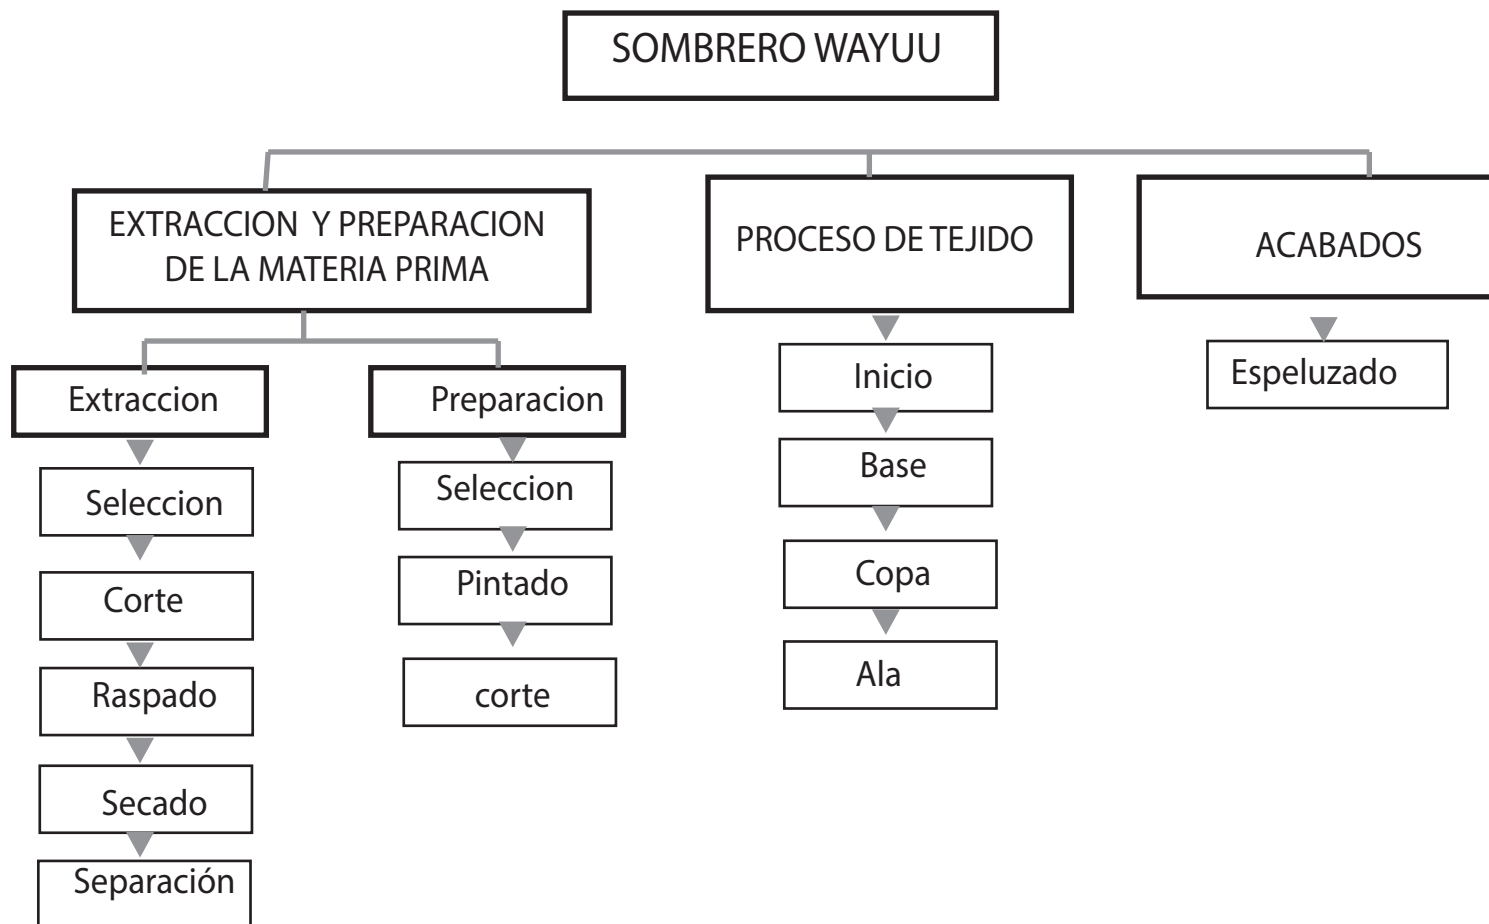 SOMBRERO WAYUU
EXTRACCION Y PREPARACION
DE LA MATERIA PRIMA
PROCESO DE TEJIDO
ACABADOS
Extraccion
Seleccion
Corte
Raspado
Secado
Separación
Preparacion
Seleccion
Pintado
corte
Inicio
Base
Copa
Ala
Espeluzado